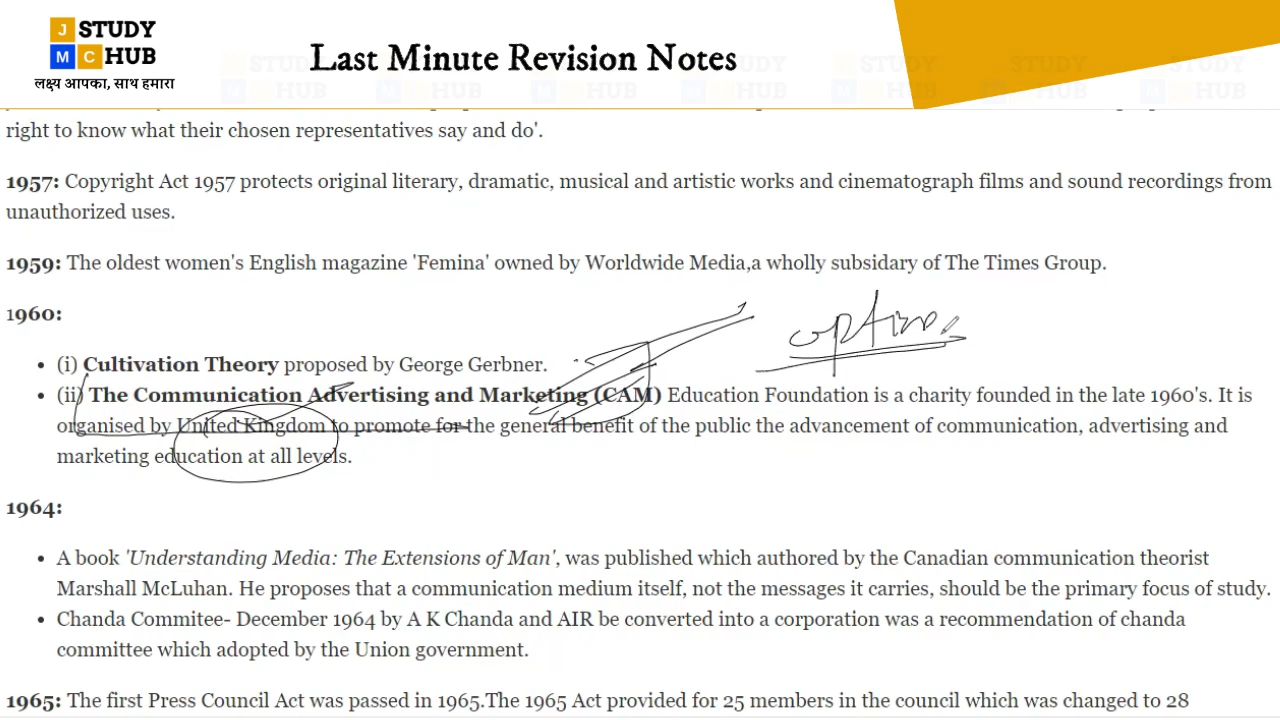 J STUDY
M C HUB
लक्ष्य आपका, साथ हमारा
Last Minute Revision Notes
right to know what their chosen representatives say and do'.
1957: Copyright Act 1957 protects original literary, dramatic, musical and artistic works and cinematograph films and sound recordings from
unauthorized uses.
1959: The oldest women's English magazine 'Femina' owned by Worldwide Media,a wholly subsidary of The Times Group.
1960:
• (i) Cultivation Theory proposed by George Gerbner.
option
• (ii) The Communication Advertising and Marketing (CAM) Education Foundation is a charity founded in the late 1960's. It is
organised by United Kingdom to promote for the general benefit of the public the advancement of communication, advertising and
marketing education at all levels.
1964:
• A book 'Understanding Media: The Extensions of Man', was published which authored by the Canadian communication theorist
Marshall McLuhan. He proposes that a communication medium itself, not the messages it carries, should be the primary focus of study.
• Chanda Commitee- December 1964 by A K Chanda and AIR be converted into a corporation was a recommendation of chanda
committee which adopted by the Union government.
1965: The first Press Council Act was passed in 1965.The 1965 Act provided for 25 members in the council which was changed to 28